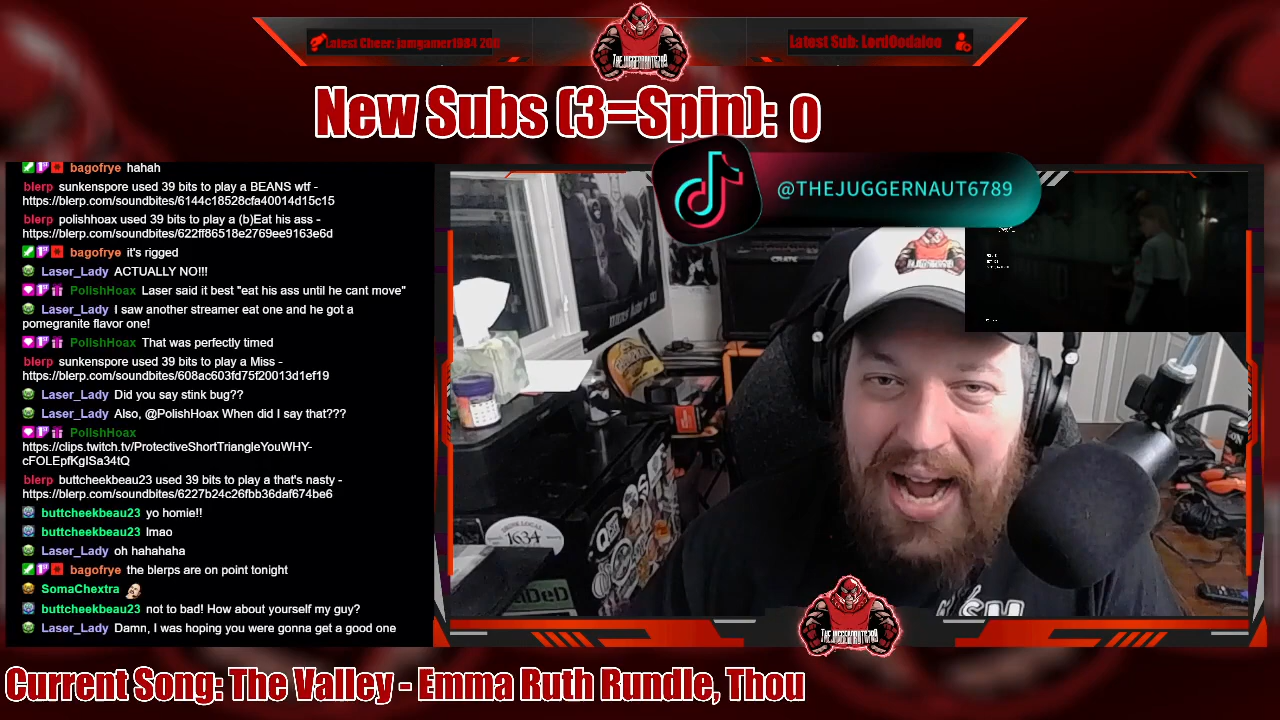 Latest Cheer: jamgamer1984 200
Latest Sub: LordOodaloo
THEJUGGERNAUT6789
New Subs (3=Spin): 0
@THEJUGGERNAUT6789
bagofrye hahah
blerp sunkenspore used 39 bits to play a BEANS wtf -
https://blerp.com/soundbites/6144c18528cfa40014d15c15
blerp polishhoax used 39 bits to play a (b)Eat his ass -
https://blerp.com/soundbites/622ff86518e2769ee9163e6d
bagofrye it's rigged
Laser_Lady ACTUALLY NO!!!
PolishHoax Laser said it best "eat his ass until he cant move"
Laser_Lady I saw another streamer eat one and he got a
pomegranite flavor one!
PolishHoax That was perfectly timed
blerp sunkenspore used 39 bits to play a Miss -
https://blerp.com/soundbites/608ac603fd75f20013d1ef19
Laser_Lady Did you say stink bug??
Laser_Lady Also, @PolishHoax When did I say that???
PolishHoax
https://clips.twitch.tv/ProtectiveShortTriangleYouWHY-
cFOLEpfKgISa34tQ
blerp buttcheekbeau23 used 39 bits to play a that's nasty -
https://blerp.com/soundbites/6227b24c26fbb36daf674be6
buttcheekbeau23 yo homie!!
buttcheekbeau23 lmao
Laser_Lady oh hahahaha
bagofrye the blerps are on point tonight
SomaChextra
buttcheekbeau23 not to bad! How about yourself my guy?
Laser_Lady Damn, I was hoping you were gonna get a good one
CRATE
1634
Current Song: The Valley - Emma Ruth Rundle, Thou